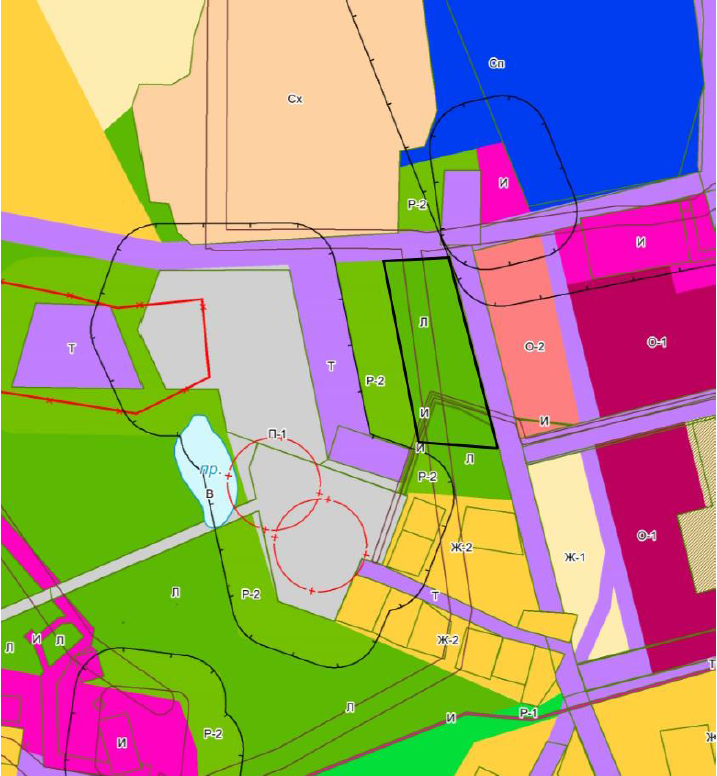 Сп
Сх
И
Р-2
И
Л
Т
О-2
О-1
Т
Р-2
И
И
П-1
И
Л
пр.
Р-2
В
О-1
Ж-2
Ж-1
Л
Р-2
Т
Л
И
Л
Ж-2
Т
Л
И
Р-1
Р-2
И
Ж